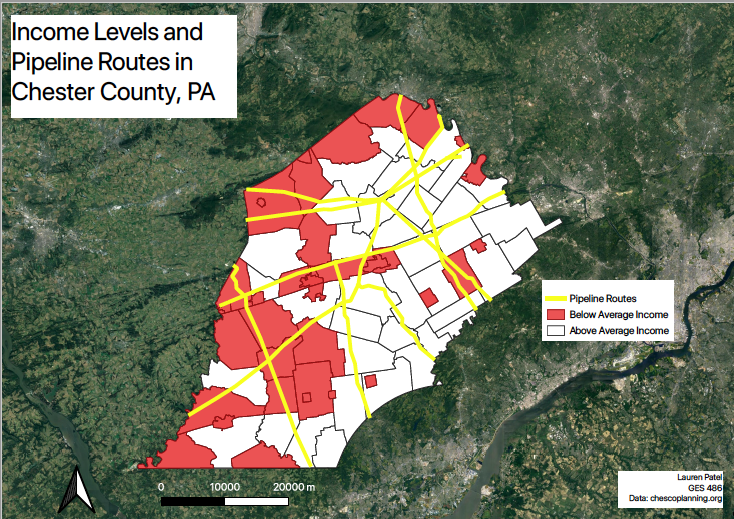 Income Levels and
Pipeline Routes in
Chester County, PA
Pipeline Routes
Below Average Income
Above Average Income
0 10000 20000 m
Lauren Patel
GES 486
Data: chescoplanning.org